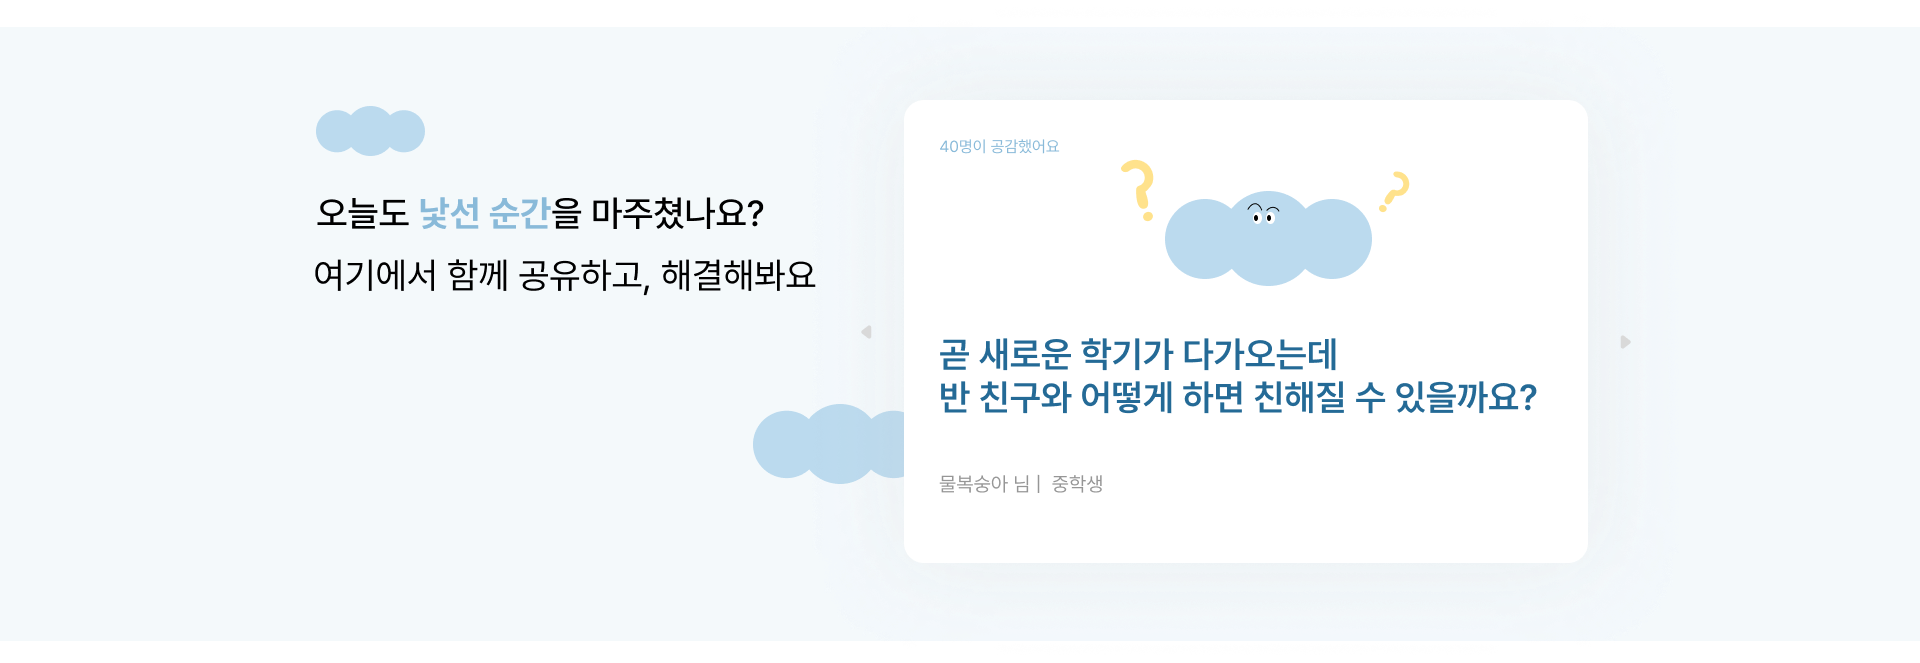 오늘도 낯선 순간을 마주쳤나요?
여기에서 함께 공유하고, 해결해봐요
40명이 공감했어요
? ?
곧 새로운 학기가 다가오는데
반 친구와 어떻게 하면 친해질 수 있을까요?
물복숭아 님 | 중학생